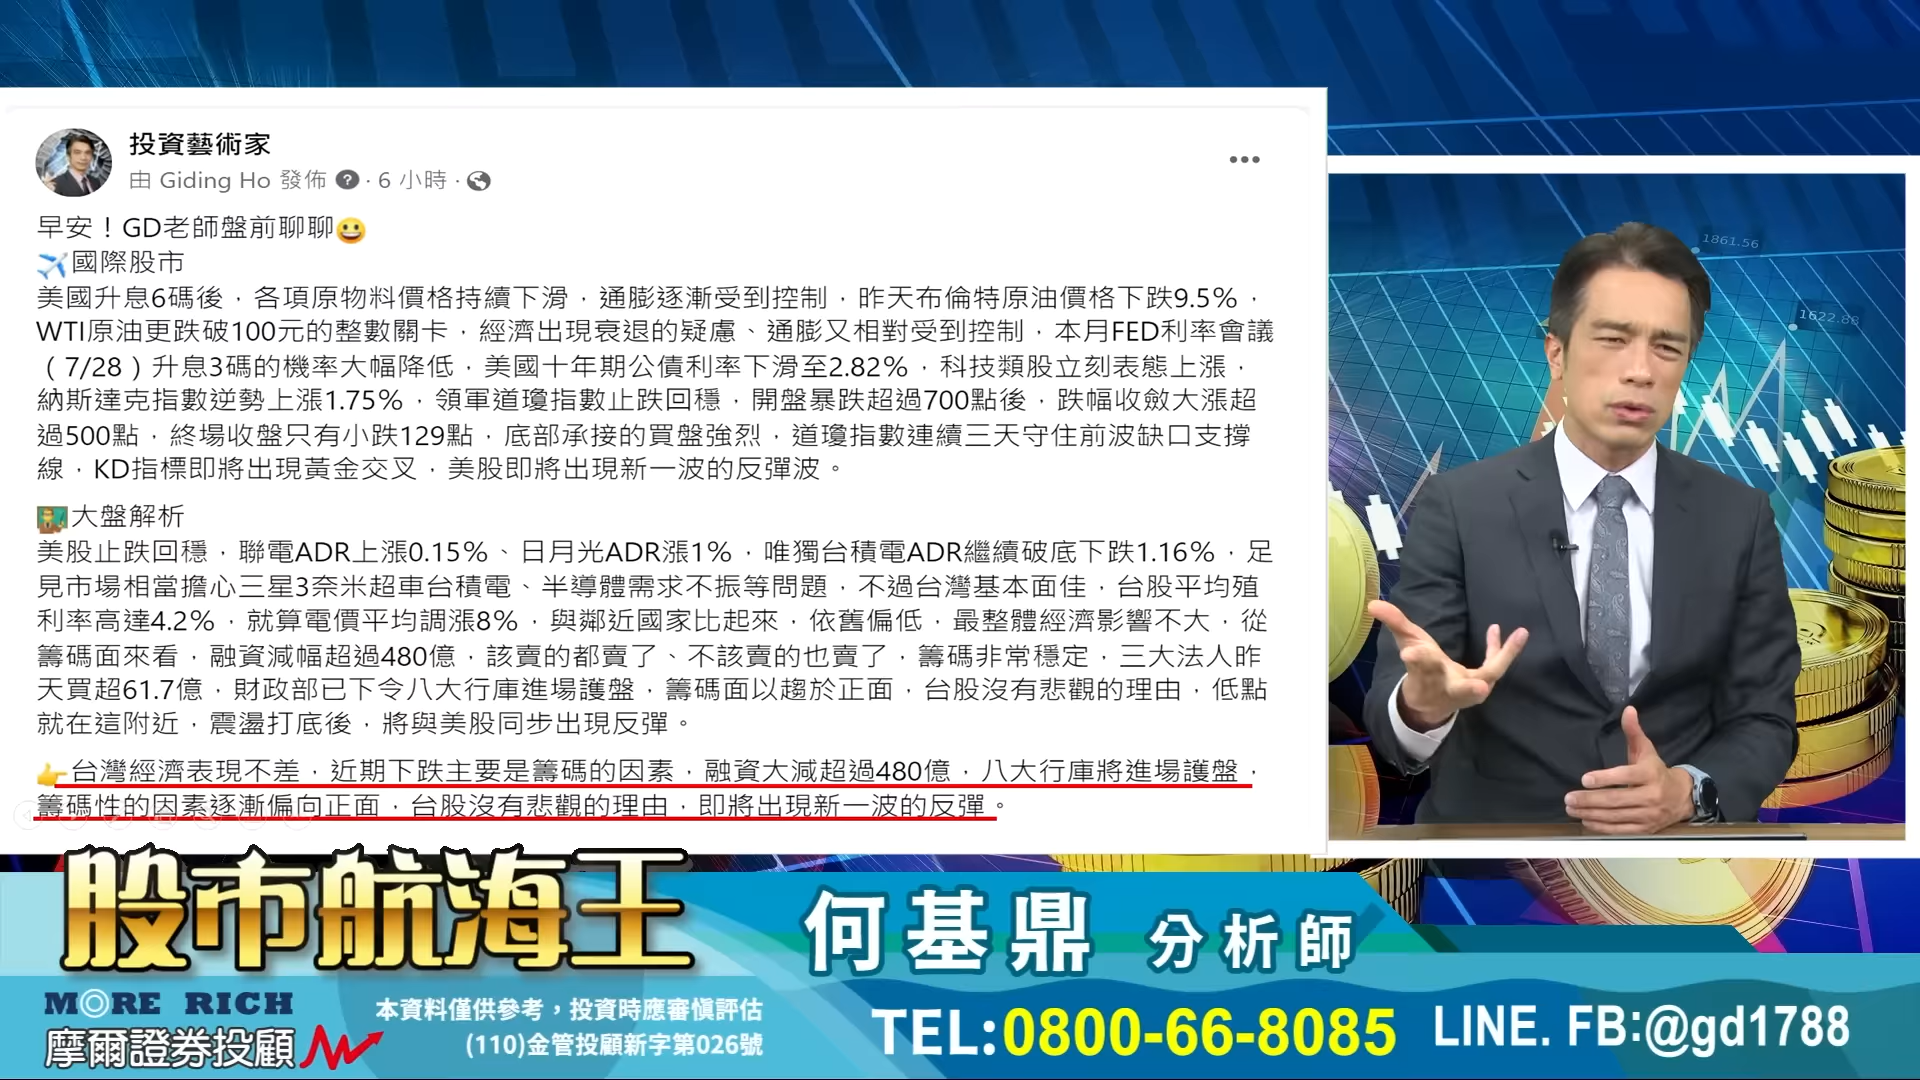 投資藝術家
由 Giding Ho 發佈 · 6 小時 ·
早安！GD老師盤前聊聊
國際股市
美國升息6碼後，各項原物料價格持續下滑，通膨逐漸受到控制，昨天布倫特原油價格下跌9.5%，
WTI原油更跌破100元的整數關卡，經濟出現衰退的疑慮、通膨又相對受到控制，本月FED利率會議
（7/28）升息3碼的機率大幅降低，美國十年期公債利率下滑至2.82%，科技類股立刻表態上漲，
納斯達克指數逆勢上漲1.75%，領軍道瓊指數止跌回穩，開盤暴跌超過700點後，跌幅收斂大漲超
過500點，終場收盤只有小跌129點，底部承接的買盤強烈，道瓊指數連續三天守住前波缺口支撐
線，KD指標即將出現黃金交叉，美股即將出現新一波的反彈波。
大盤解析
美股止跌回穩，聯電ADR上漲0.15%、日月光ADR漲1%，唯獨台積電ADR繼續破底下跌1.16%，足
見市場相當擔心三星3奈米超車台積電、半導體需求不振等問題，不過台灣基本面佳，台股平均殖
利率高達4.2%，就算電價平均調漲8%，與鄰近國家比起來，依舊偏低，最整體經濟影響不大，從
籌碼面來看，融資減幅超過480億，該賣的都賣了、不該賣的也賣了，籌碼非常穩定，三大法人昨
天買超61.7億，財政部已下令八大行庫進場護盤，籌碼面以趨於正面，台股沒有悲觀的理由，低點
就在這附近，震盪打底後，將與美股同步出現反彈。
台灣經濟表現不差，近期下跌主要是籌碼的因素，融資大減超過480億，八大行庫將進場護盤，
籌碼性的因素逐漸偏向正面，台股沒有悲觀的理由，即將出現新一波的反彈。
1861.56
1622.88
股市航海王
何基鼎 分析師
MORE RICH
摩爾證券投顧
本資料僅供參考，投資時應審慎評估
(110)金管投顧新字第026號
TEL:0800-66-8085
LINE. FB:@gd1788